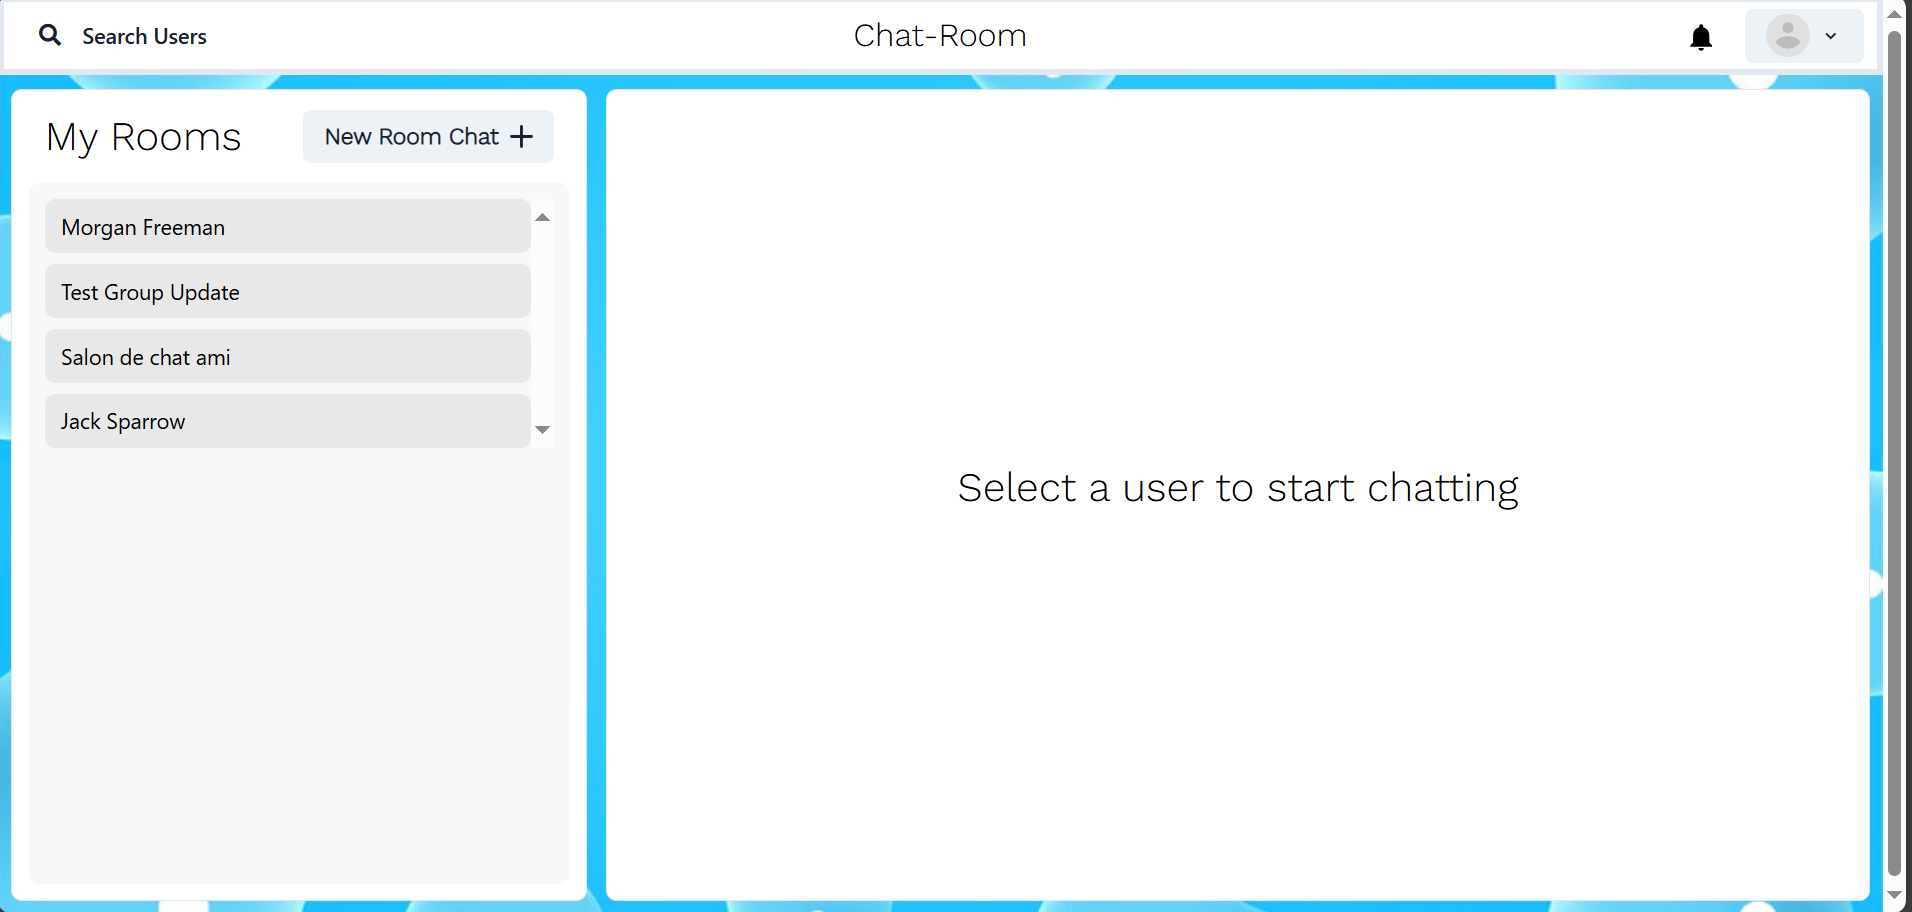 Search Users
Chat-Room
My Rooms
New Room Chat
Morgan Freeman
Test Group Update
Salon de chat ami
Jack Sparrow
Select a user to start chatting